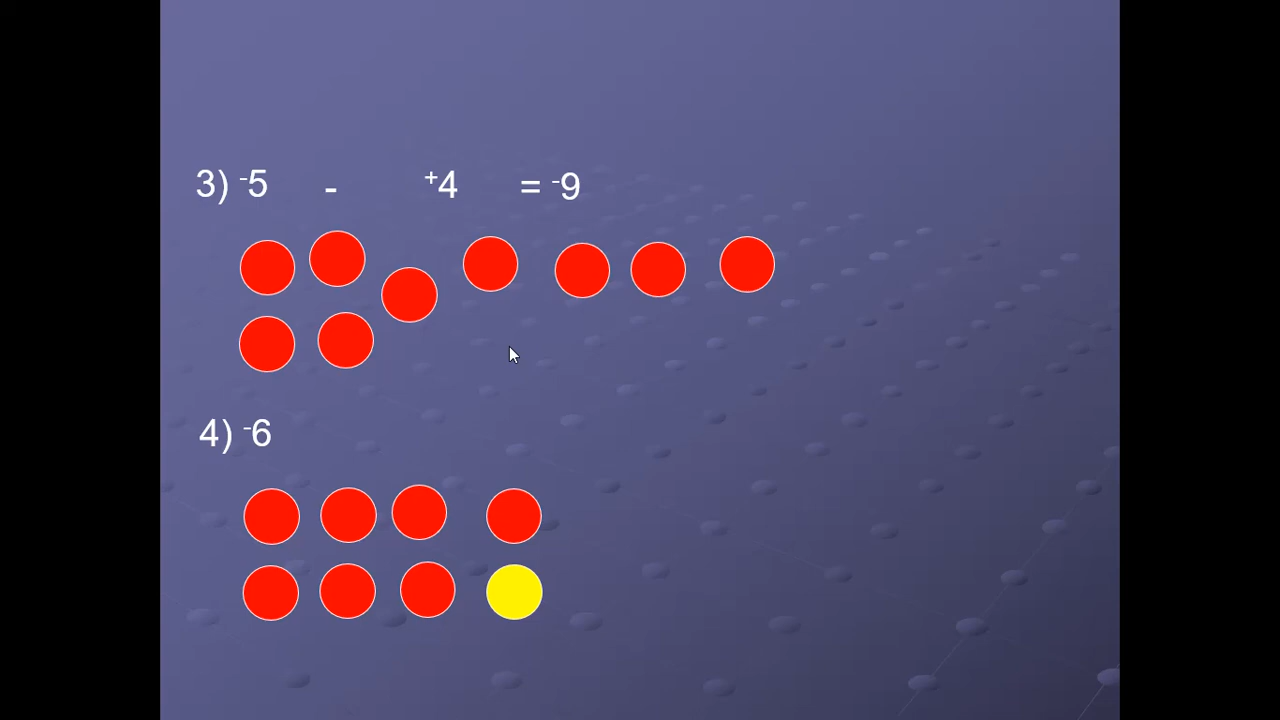 3) ⁻5 - ⁺4 = ⁻9
4) ⁻6